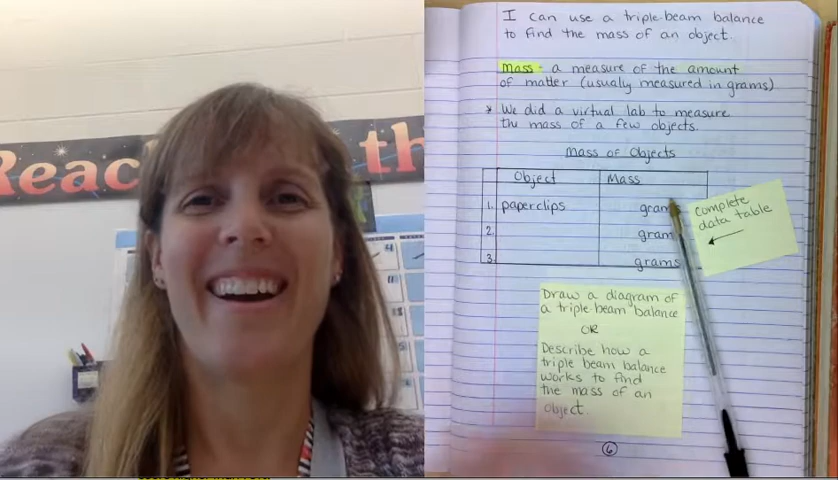 Reach
th
I can use a triple-beam balance
to find the mass of an object.
Mass - a measure of the amount
of matter (usually measured in grams)
* We did a virtual lab to measure
the mass of a few objects.
Mass of Objects
Object Mass
1. paperclips gram
2. gram
3. grams
complete
data table
Draw a diagram of
a triple-beam balance
OR
Describe how a
triple beam balance
works to find
the mass of an
object.
6